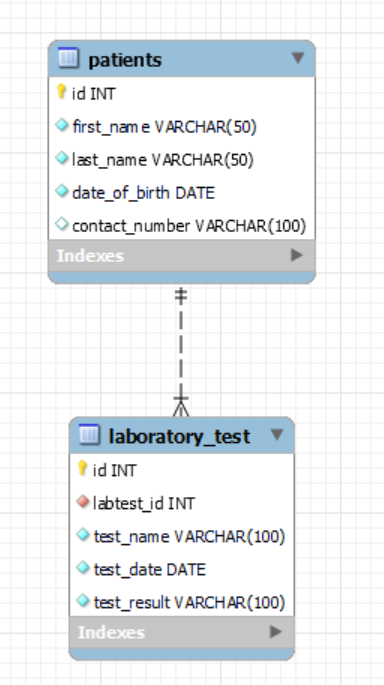 patients
id INT
first_name VARCHAR(50)
last_name VARCHAR(50)
date_of_birth DATE
contact_number VARCHAR(100)
Indexes
laboratory_test
id INT
labtest_id INT
test_name VARCHAR(100)
test_date DATE
test_result VARCHAR(100)
Indexes